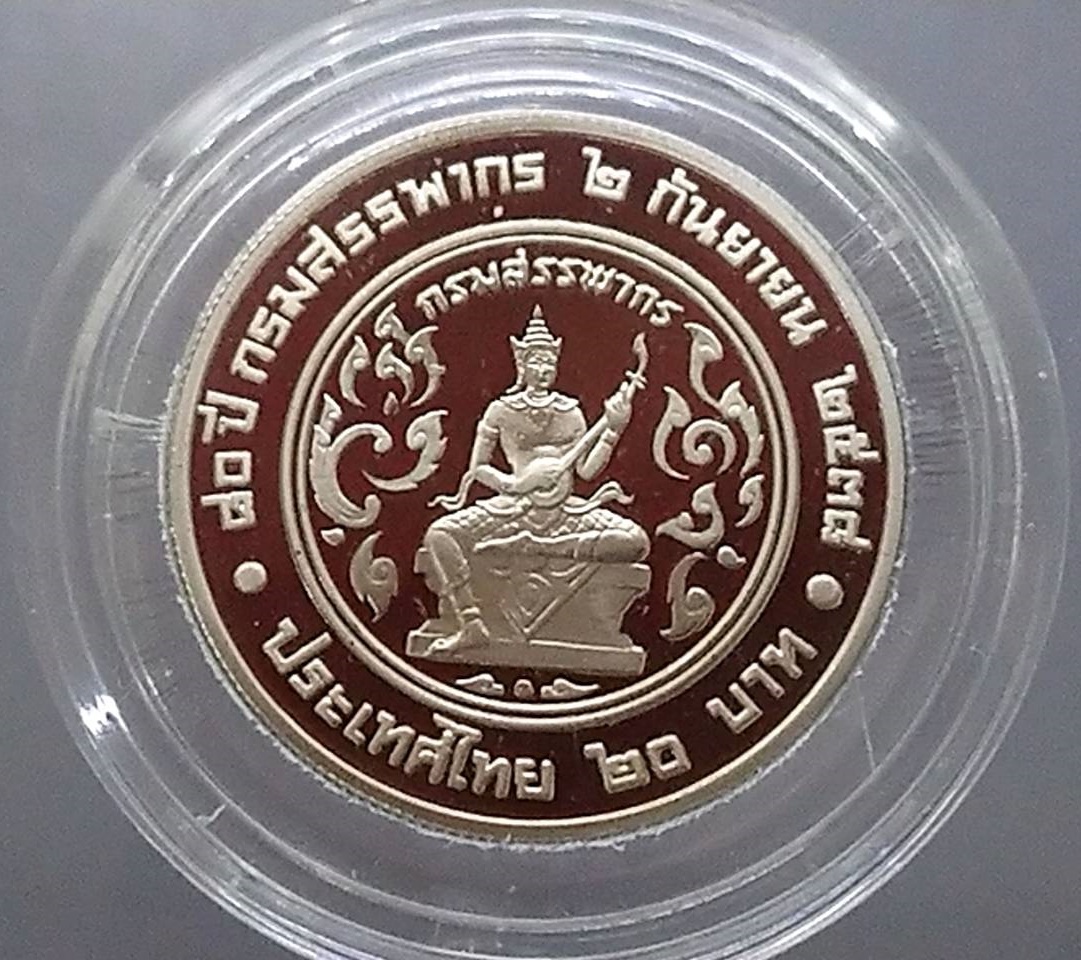 ๘๐ ปี กรมสรรพากร ๒ กันยายน ๒๕๓๘
กรมสรรพากร
ประเทศไทย ๒๐ บาท